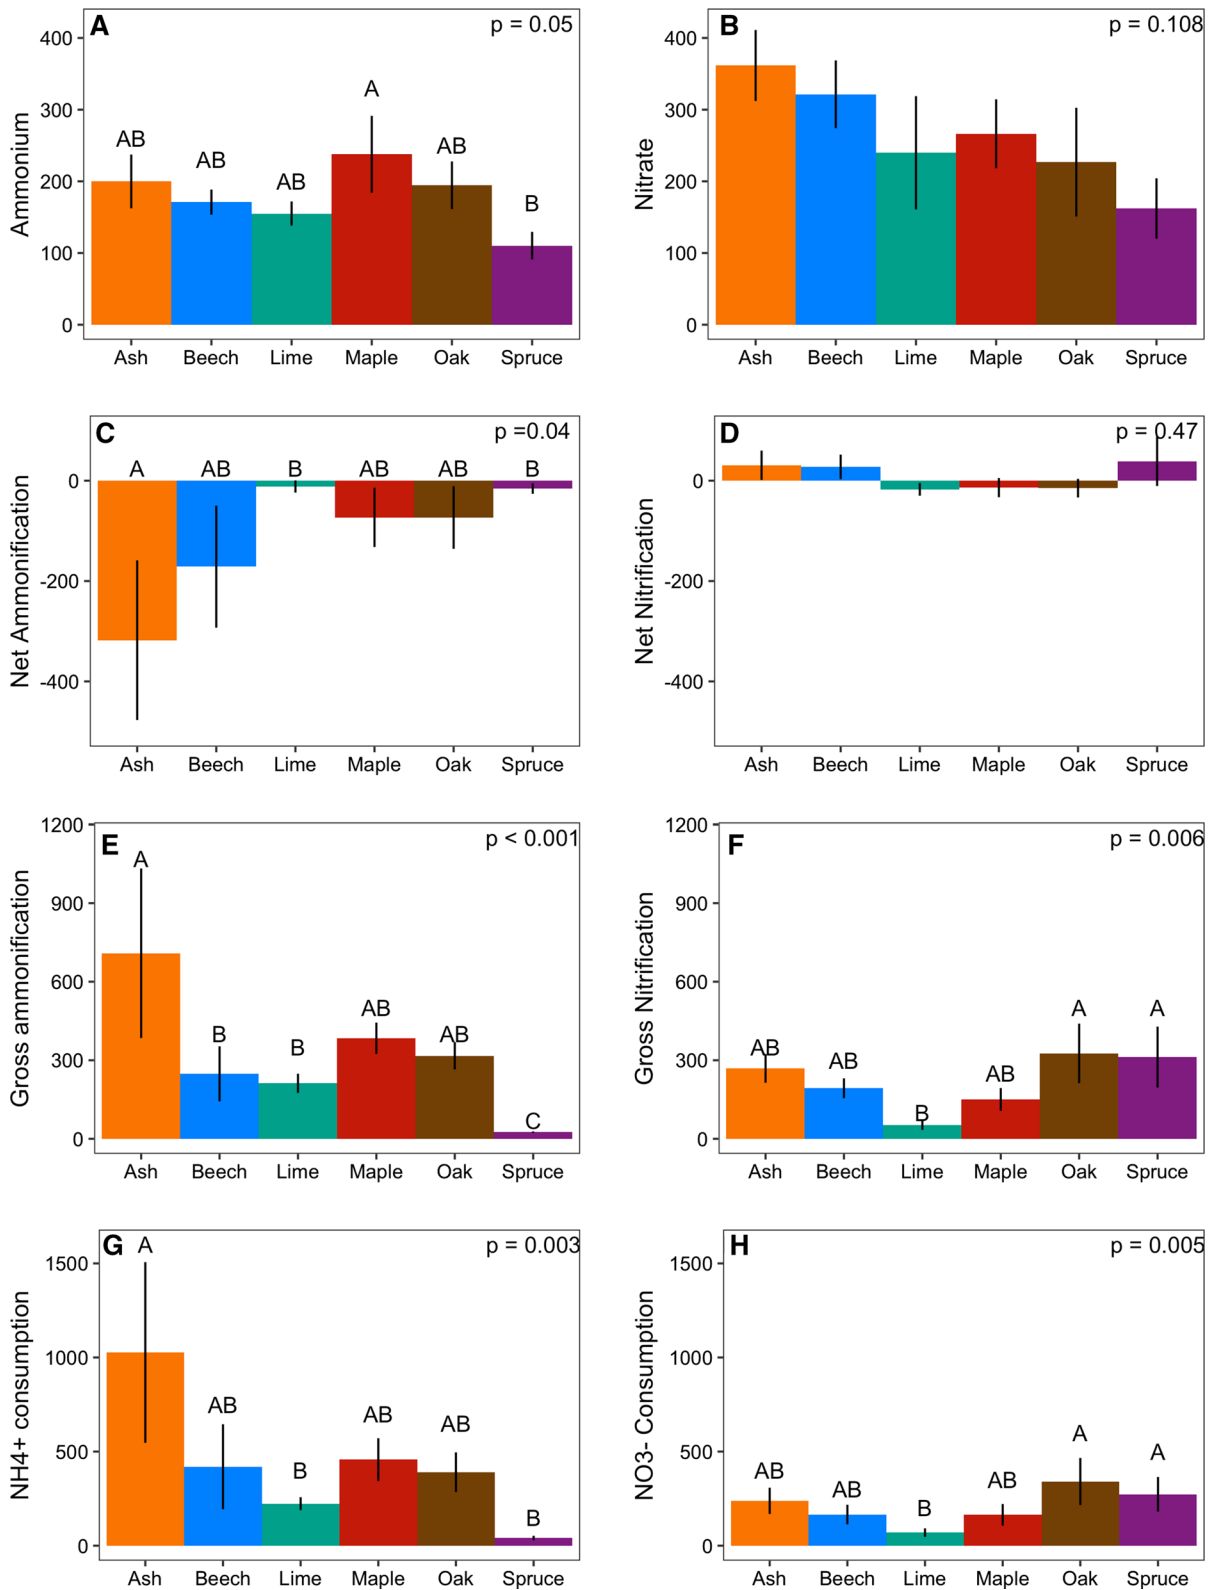 A
p = 0.05
Ammonium
400
300
200
100
0
AB
AB
AB
A
AB
B
Ash Beech Lime Maple Oak Spruce
B
p = 0.108
Nitrate
400
300
200
100
0
Ash Beech Lime Maple Oak Spruce
C
p =0.04
Net Ammonification
0
-200
-400
A AB B AB AB B
Ash Beech Lime Maple Oak Spruce
D
p = 0.47
Net Nitrification
0
-200
-400
Ash Beech Lime Maple Oak Spruce
E
p < 0.001
Gross ammonification
1200
900
600
300
0
A
B
B
AB
AB
C
Ash Beech Lime Maple Oak Spruce
F
p = 0.006
Gross Nitrification
1200
900
600
300
0
AB
AB
B
AB
A
A
Ash Beech Lime Maple Oak Spruce
G
p = 0.003
NH4+ consumption
1500
1000
500
0
A
AB
B
AB
AB
B
Ash Beech Lime Maple Oak Spruce
H
p = 0.005
NO3- Consumption
1500
1000
500
0
AB
AB
B
AB
A
A
Ash Beech Lime Maple Oak Spruce